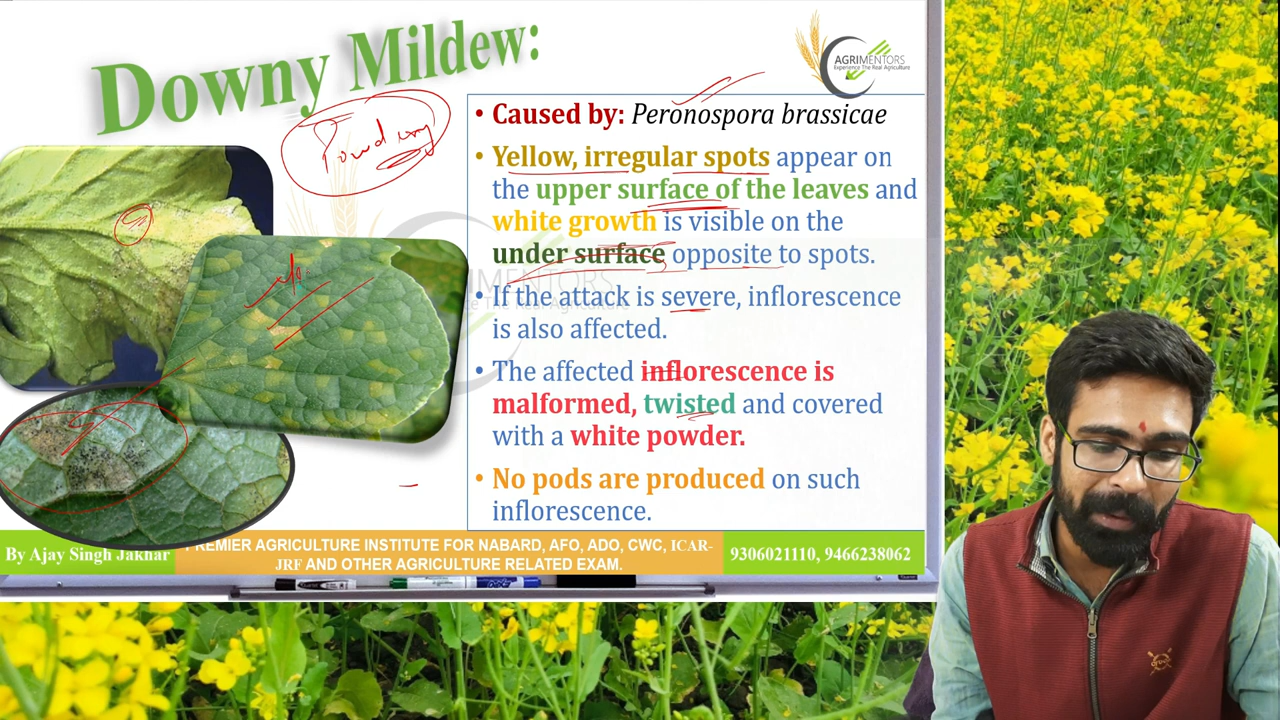 Downy Mildew:
AGRIMENTORS
Experience The Real Agriculture
Powdery
• Caused by: Peronospora brassicae
• Yellow, irregular spots appear on
the upper surface of the leaves and
white growth is visible on the
under surface opposite to spots.
• If the attack is severe, inflorescence
is also affected.
• The affected inflorescence is
malformed, twisted and covered
with a white powder.
• No pods are produced on such
inflorescence.
By Ajay Singh Jakhar
PREMIER AGRICULTURE INSTITUTE FOR NABARD, AFO, ADO, CWC, ICAR-
JRF AND OTHER AGRICULTURE RELATED EXAM.
9306021110, 9466238062